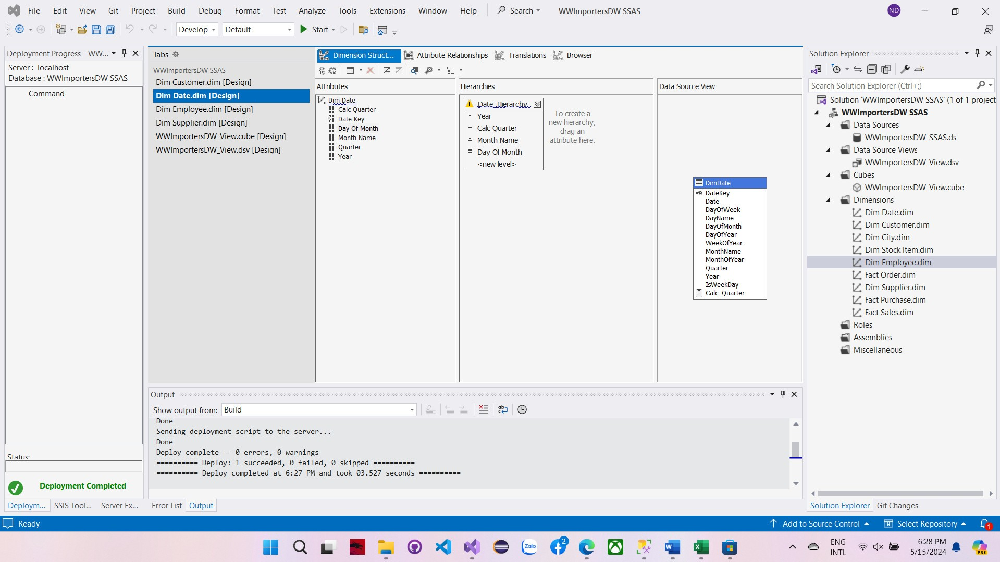 File Edit View Git Project Build Debug Format Test Analyze Tools Extensions Window Help Search WWImportersDW SSAS ND
Develop Default Start
Deployment Progress - WW...
Server : localhost
Database : WWImportersDW SSAS
Command
Status:
Deployment Completed
Deploym... SSIS Tool... Server Ex...
Tabs
WWImportersDW SSAS
Dim Customer.dim [Design]
Dim Date.dim [Design]
Dim Employee.dim [Design]
Dim Supplier.dim [Design]
WWImportersDW_View.cube [Design]
WWImportersDW_View.dsv [Design]
Dimension Struct... Attribute Relationships Translations Browser
Attributes
Dim Date
Calc Quarter
Date Key
Day Of Month
Month Name
Quarter
Year
Hierarchies
Date_Hierarchy
Year
Calc Quarter
Month Name
Day Of Month
<new level>
To create a
new hierarchy,
drag an
attribute here.
Data Source View
DimDate
DateKey
Date
DayOfWeek
DayName
DayOfMonth
DayOfYear
WeekOfYear
MonthName
MonthOfYear
Quarter
Year
IsWeekDay
Calc_Quarter
Output
Show output from: Build
Done
Sending deployment script to the server...
Done
Deploy complete -- 0 errors, 0 warnings
========== Deploy: 1 succeeded, 0 failed, 0 skipped ==========
========== Deploy completed at 6:27 PM and took 03.527 seconds ==========
Error List Output
Solution Explorer
Search Solution Explorer (Ctrl+;)
Solution 'WWImportersDW SSAS' (1 of 1 project
WWImportersDW SSAS
Data Sources
WWImportersDW_SSAS.ds
Data Source Views
WWImportersDW_View.dsv
Cubes
WWImportersDW_View.cube
Dimensions
Dim Date.dim
Dim Customer.dim
Dim City.dim
Dim Stock Item.dim
Dim Employee.dim
Fact Order.dim
Dim Supplier.dim
Fact Purchase.dim
Fact Sales.dim
Roles
Assemblies
Miscellaneous
Solution Explorer Git Changes
Ready Add to Source Control Select Repository 1
Zalo 2 ENG
INTL
6:28 PM
5/15/2024
PRE